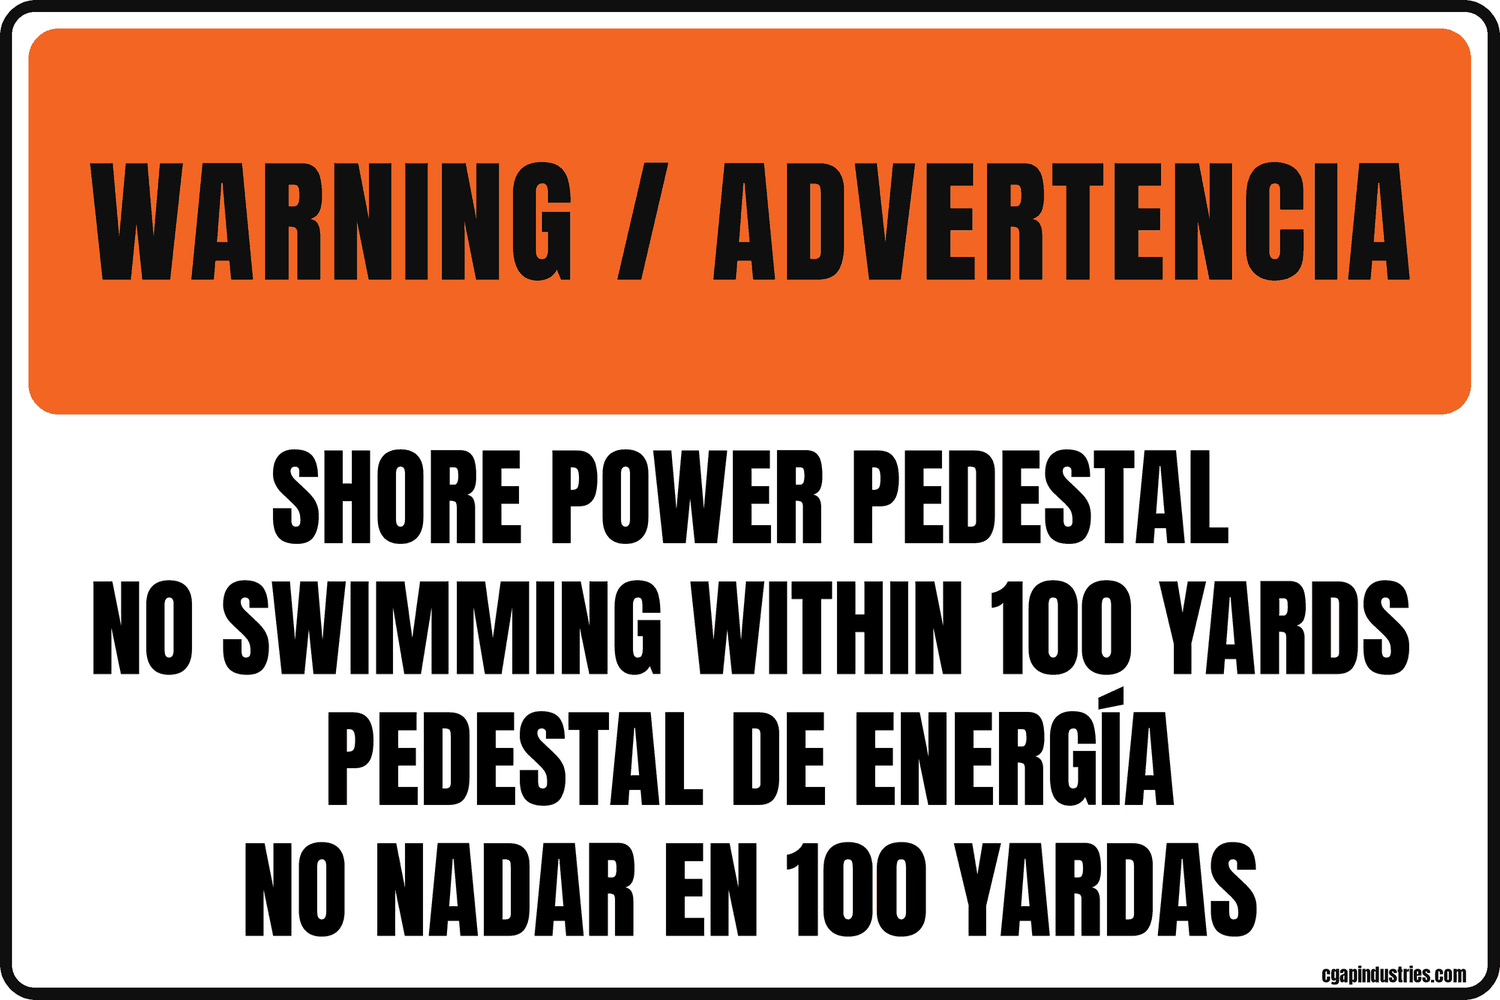 WARNING / ADVERTENCIA
SHORE POWER PEDESTAL
NO SWIMMING WITHIN 100 YARDS
PEDESTAL DE ENERGÍA
NO NADAR EN 100 YARDAS
cgapindustries.com